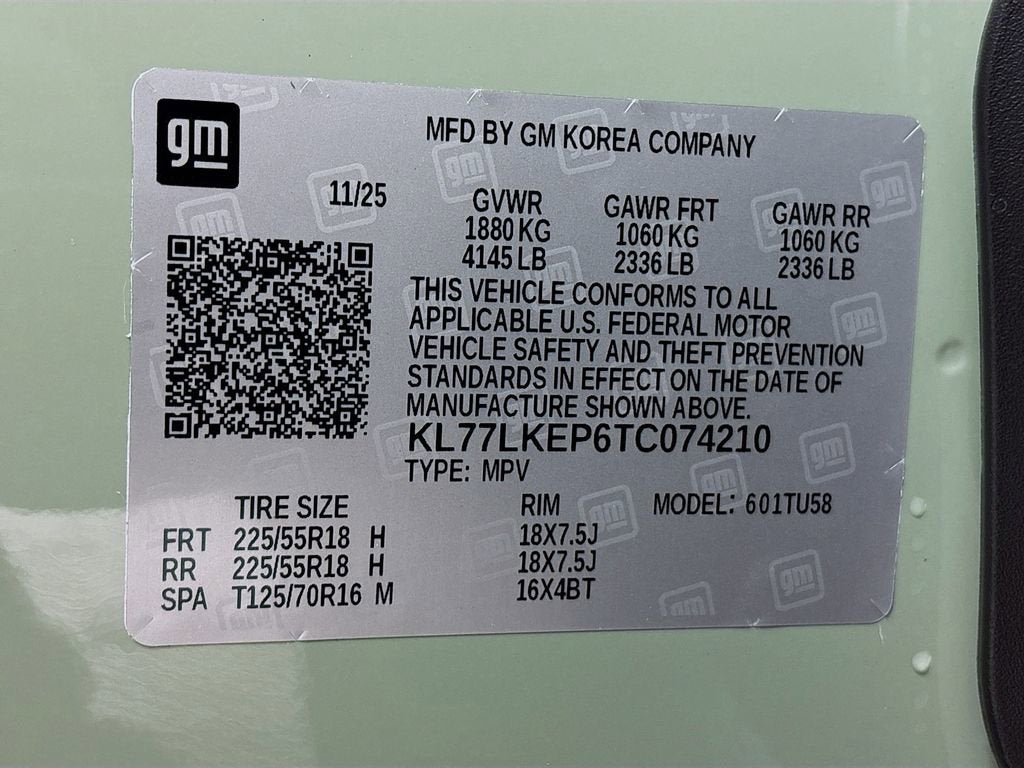 gm
MFD BY GM KOREA COMPANY
11/25
GVWR GAWR FRT GAWR RR
1880 KG 1060 KG 1060 KG
4145 LB 2336 LB 2336 LB
THIS VEHICLE CONFORMS TO ALL
APPLICABLE U.S. FEDERAL MOTOR
VEHICLE SAFETY AND THEFT PREVENTION
STANDARDS IN EFFECT ON THE DATE OF
MANUFACTURE SHOWN ABOVE.
KL77LKEP6TC074210
TYPE: MPV
TIRE SIZE RIM MODEL: 601TU58
FRT 225/55R18 H 18X7.5J
RR 225/55R18 H 18X7.5J
SPA T125/70R16 M 16X4BT